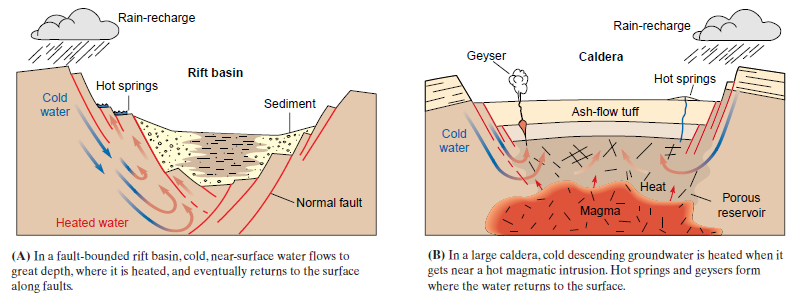 Rain-recharge
Rift basin
Hot springs
Cold
water
Sediment
Normal fault
Heated water
(A) In a fault-bounded rift basin, cold, near-surface water flows to
great depth, where it is heated, and eventually returns to the surface
along faults.
Rain-recharge
Geyser
Caldera
Hot springs
Ash-flow tuff
Cold
water
Heat
Magma
Porous
reservoir
(B) In a large caldera, cold descending groundwater is heated when it
gets near a hot magmatic intrusion. Hot springs and geysers form
where the water returns to the surface.